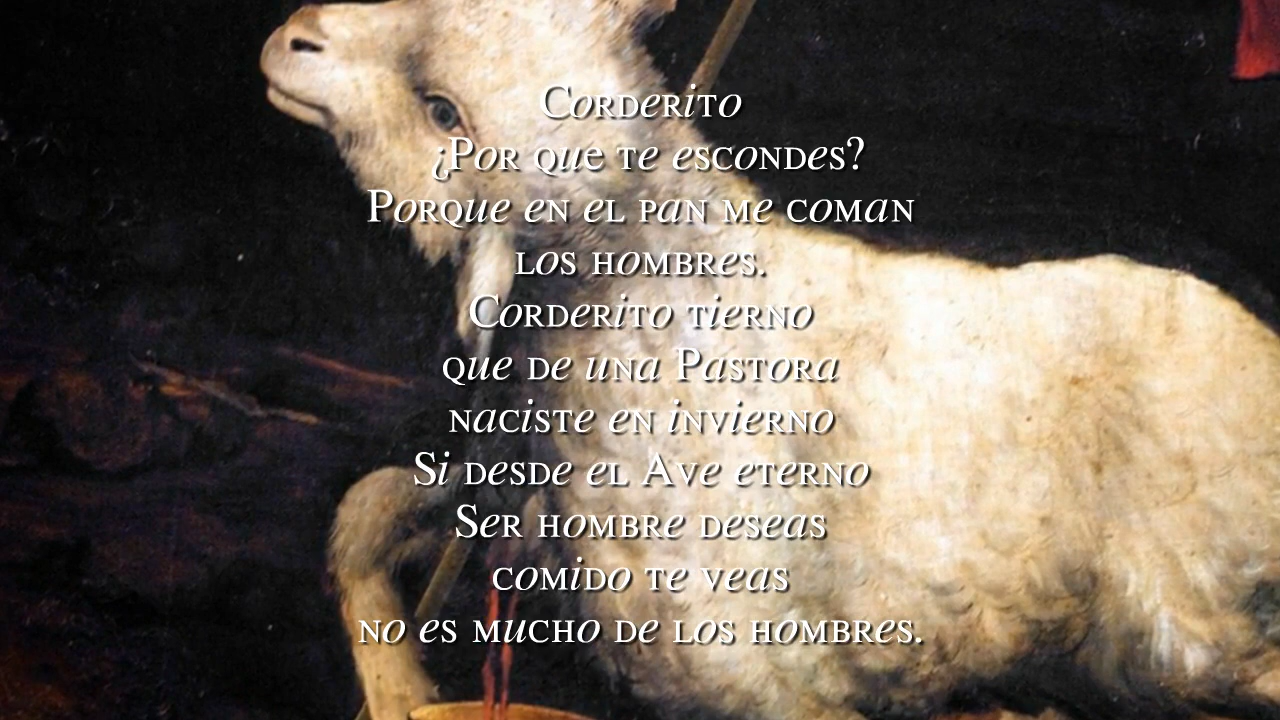 Corderito
¿Por que te escondes?
Porque en el pan me coman
los hombres.
Corderito tierno
que de una Pastora
naciste en invierno
Si desde el Ave eterno
Ser hombre deseas
comido te veas
no es mucho de los hombres.